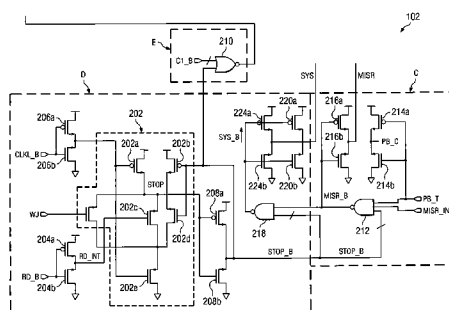 102
E
210
C1_B
SYS
MISR
C
D
202
206a
CLKL_B
206b
202a
202b
224a
220a
216a
214a
SYS_B
PB_C
STOP
224b
220b
216b
214b
208a
MISR_B
PB_T
MISR_IN
WJ
202c
202d
218
212
204a
RD_INT
RD_B
204b
202e
208b
STOP_B
STOP_B